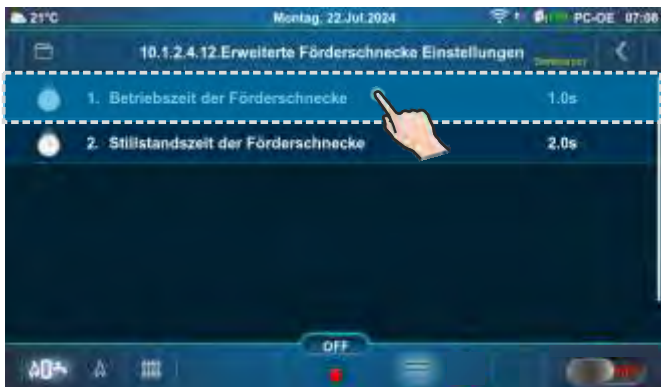 21°C Montag, 22.Jul.2024 PC-DE 07:08
10.1.2.4.12.Erweiterte Förderschnecke Einstellungen
1. Betriebszeit der Förderschnecke 1.0s
2. Stillstandszeit der Förderschnecke 2.0s
OFF